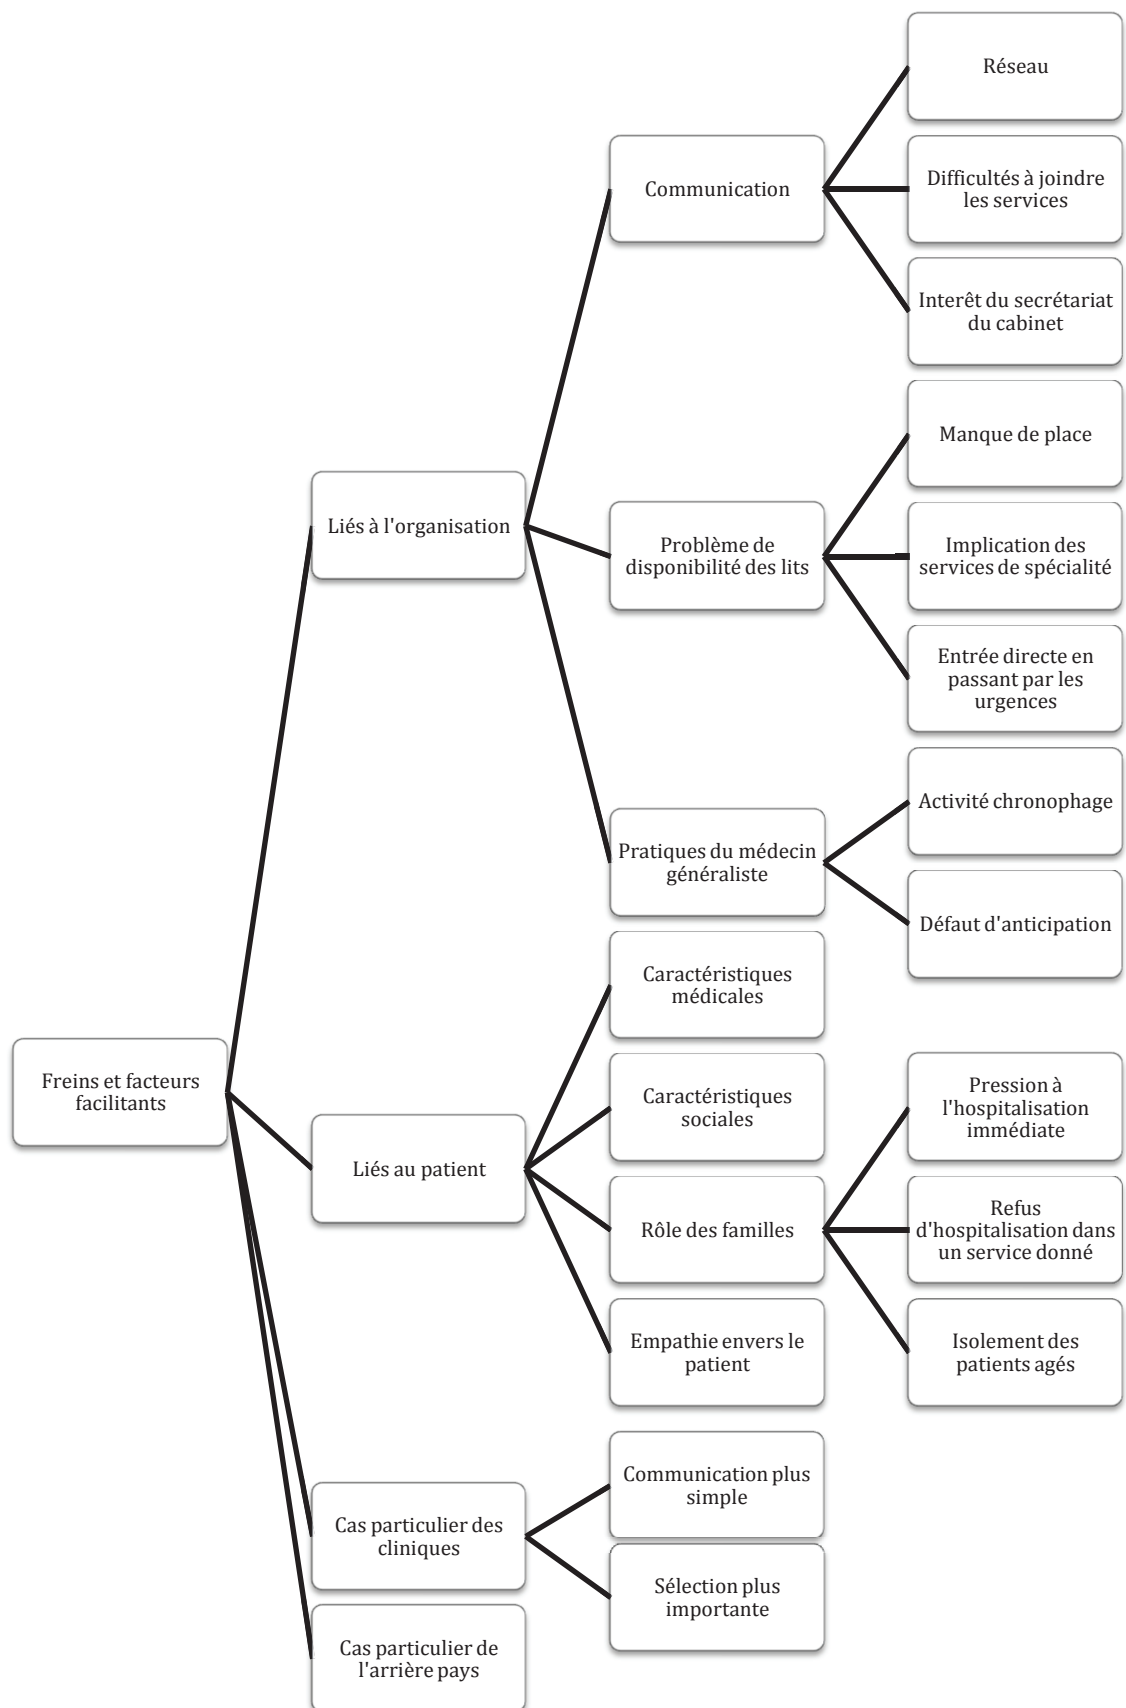 Freins et facteurs
facilitants
Liés à l'organisation
Communication
Réseau
Difficultés à joindre
les services
Interêt du secrétariat
du cabinet
Problème de
disponibilité des lits
Manque de place
Implication des
services de spécialité
Entrée directe en
passant par les
urgences
Pratiques du médecin
généraliste
Activité chronophage
Défaut d'anticipation
Liés au patient
Caractéristiques
médicales
Caractéristiques
sociales
Rôle des familles
Pression à
l'hospitalisation
immédiate
Refus
d'hospitalisation dans
un service donné
Isolement des
patients agés
Empathie envers le
patient
Cas particulier des
cliniques
Communication plus
simple
Sélection plus
importante
Cas particulier de
l'arrière pays